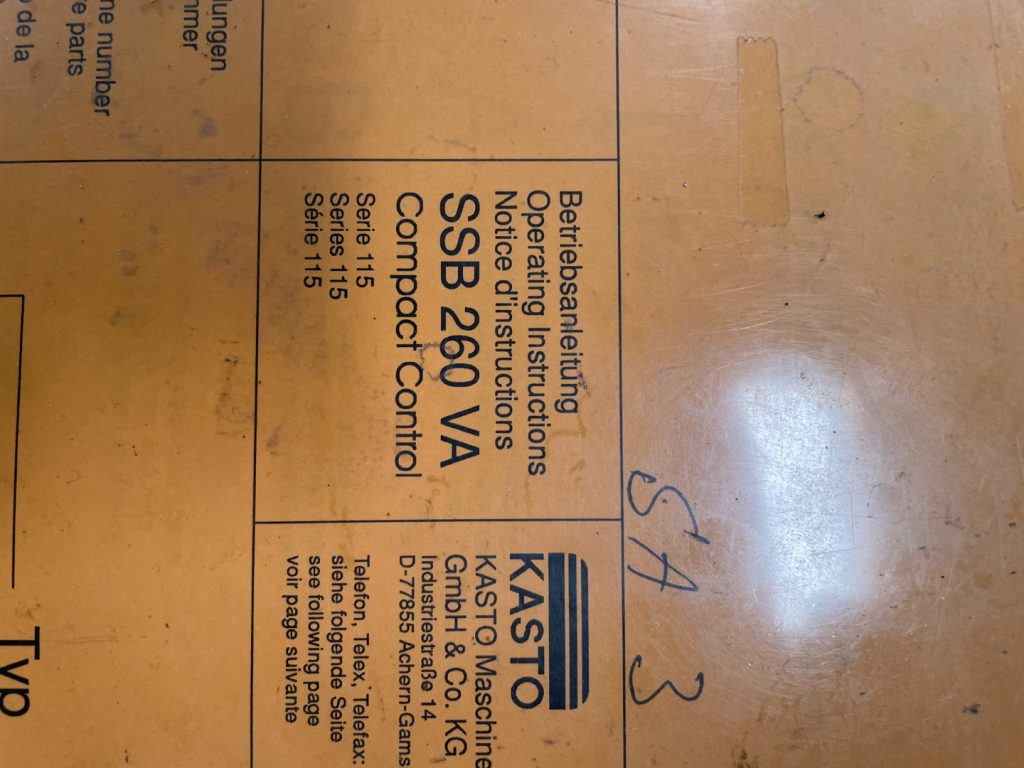 SA 3
Betriebsanleitung
Operating Instructions
Notice d'instructions
SSB 260 VA
Compact Control
Serie 115
Series 115
Série 115
KASTO
KASTO Maschine
GmbH & Co. KG
Industriestraße 14
D-77855 Achern-Gams
Telefon, Telex, Telefax:
siehe folgende Seite
see following page
voir page suivante
lungen
mmer
ne number
e parts
de la
Typ